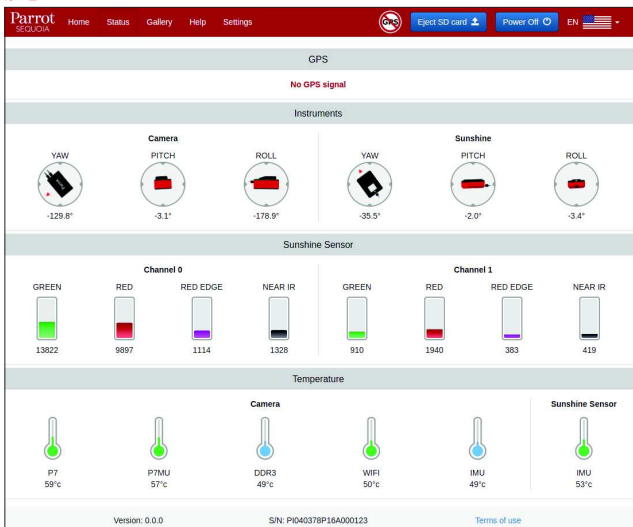 Parrot
SEQUOIA
Home Status Gallery Help Settings
GPS
Eject SD card Power Off EN
GPS
No GPS signal
Instruments
Camera Sunshine
YAW PITCH ROLL YAW PITCH ROLL
-129.8° -3.1° -178.9° -35.5° -2.0° -3.4°
Sunshine Sensor
Channel 0 Channel 1
GREEN RED RED EDGE NEAR IR GREEN RED RED EDGE NEAR IR
13822 9897 1114 1328 910 1940 383 419
Temperature
Camera Sunshine Sensor
P7 P7MU DDR3 WIFI IMU IMU
59°c 57°c 49°c 50°c 49°c 53°c
Version: 0.0.0 S/N: PI040378P16A000123 Terms of use